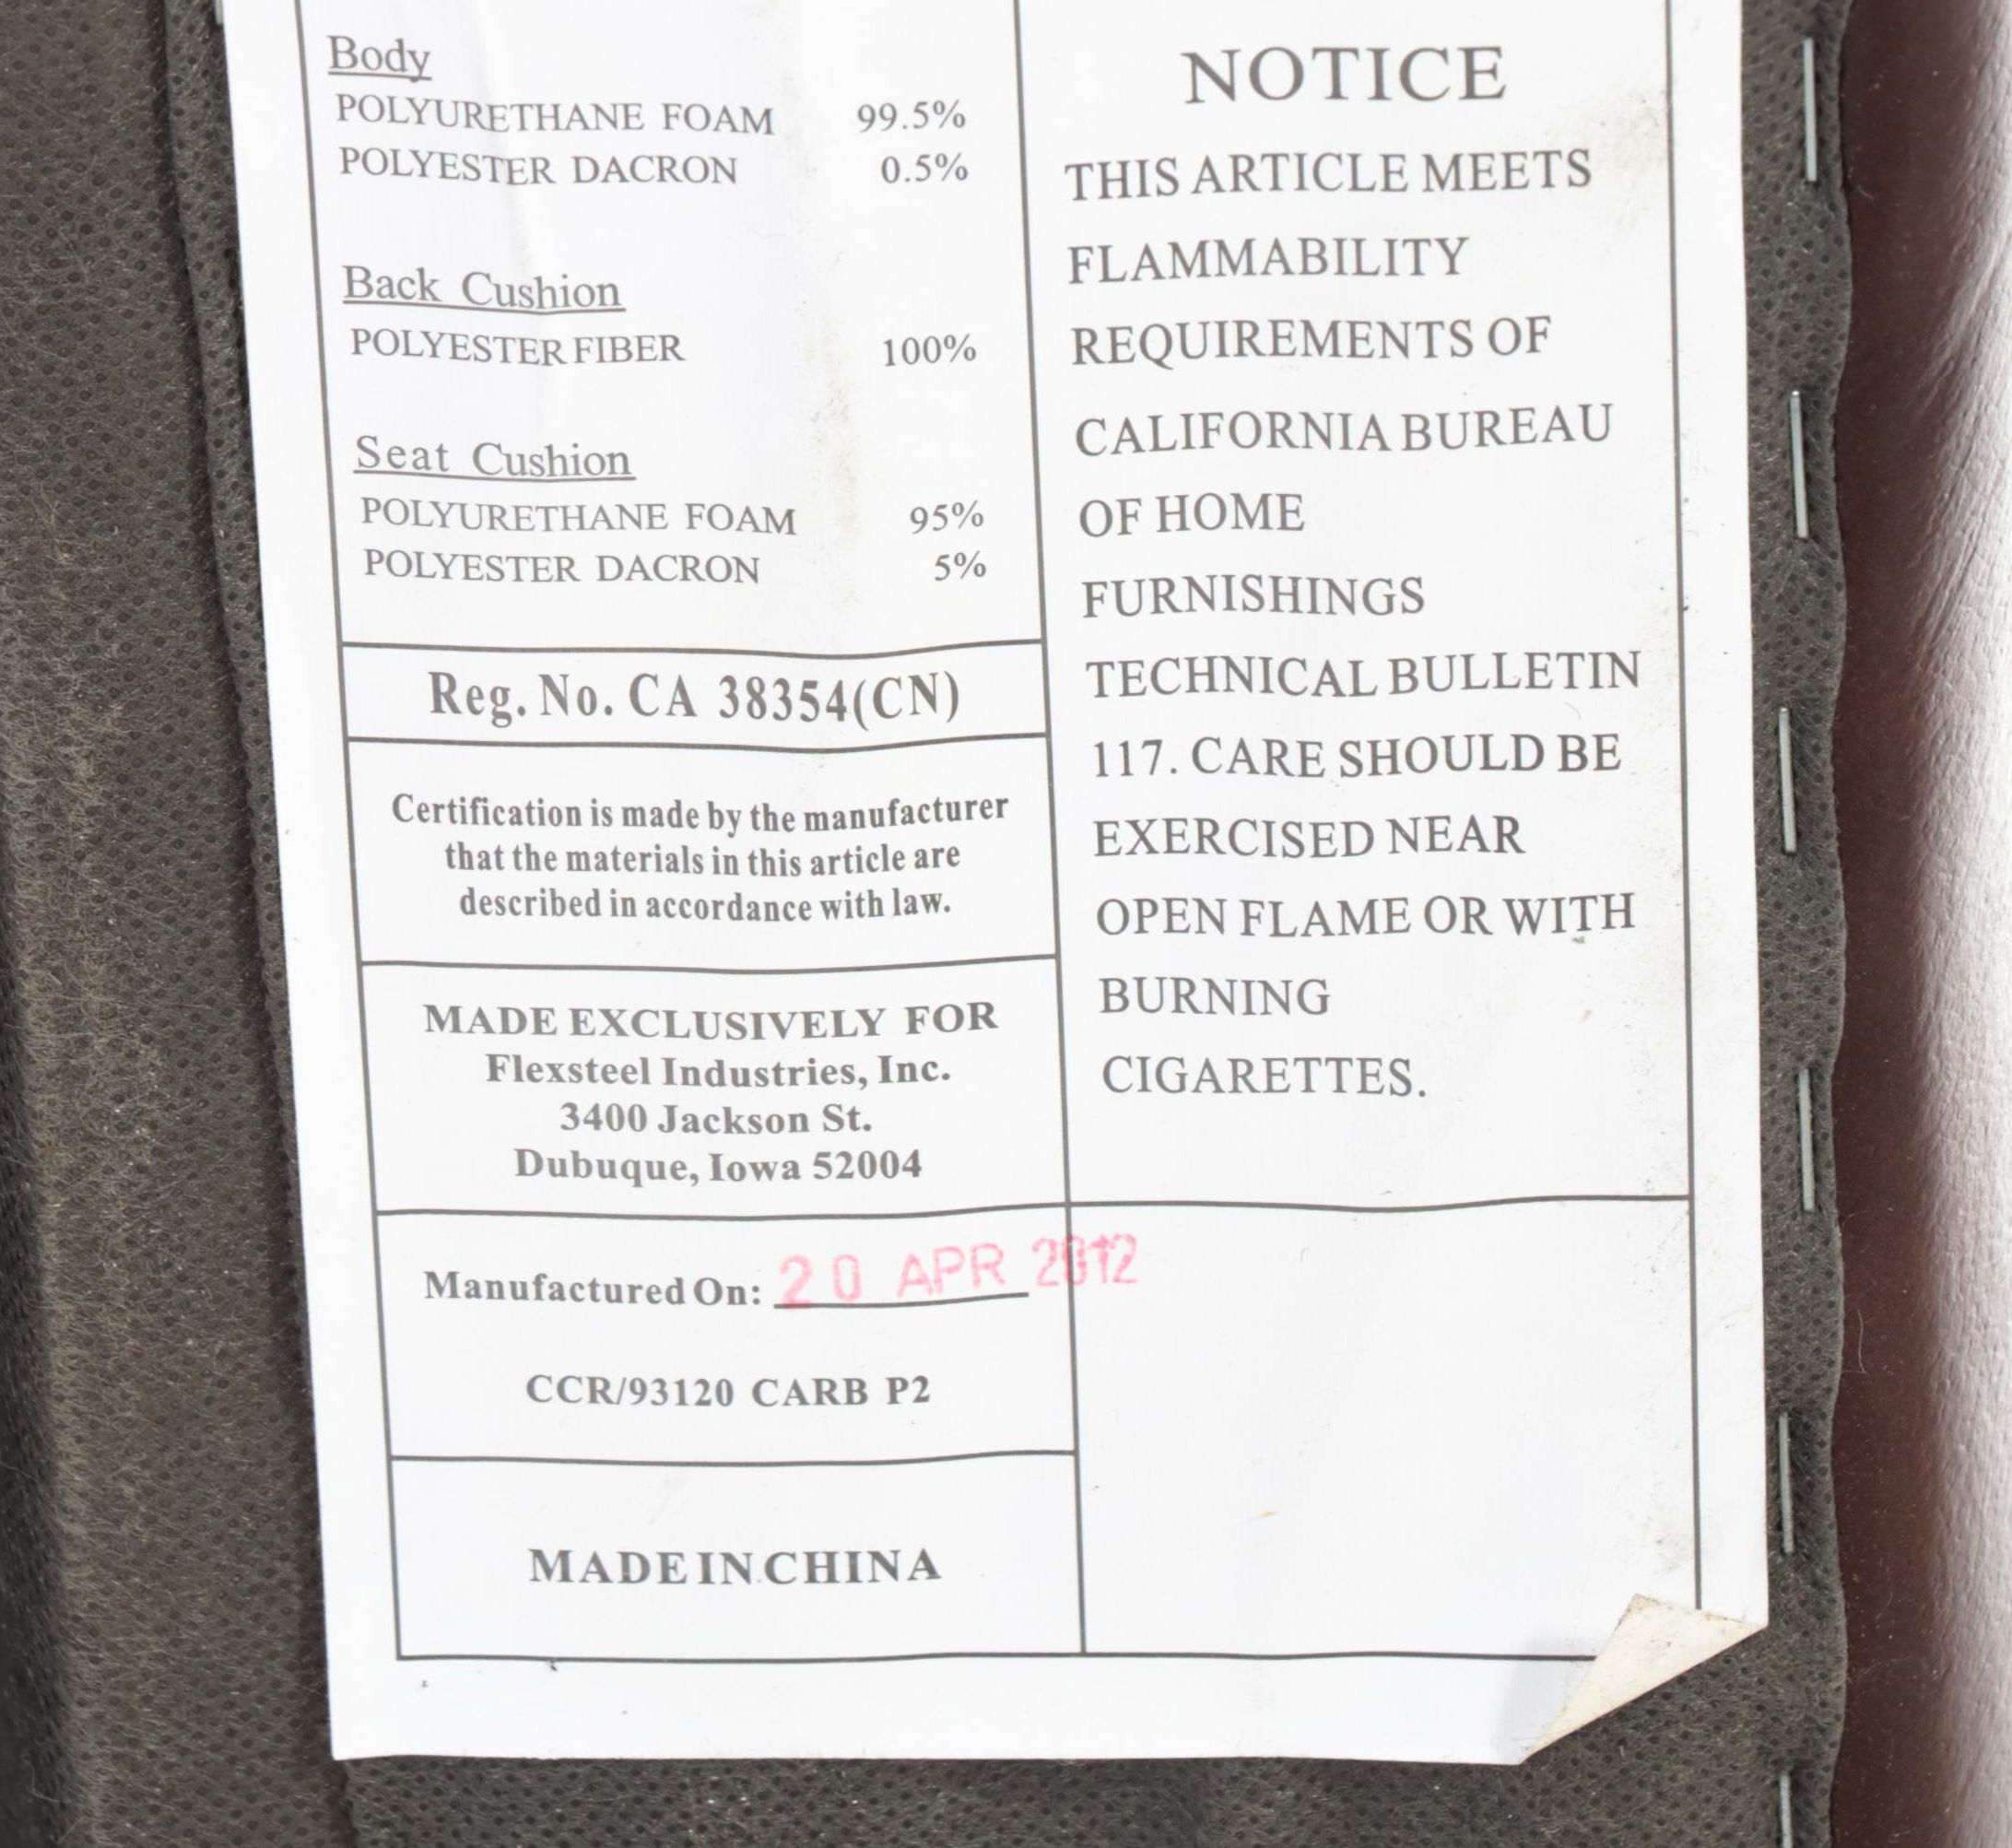 Body
POLYURETHANE FOAM 99.5%
POLYESTER DACRON 0.5%
Back Cushion
POLYESTER FIBER 100%
Seat Cushion
POLYURETHANE FOAM 95%
POLYESTER DACRON 5%
Reg. No. CA 38354(CN)
Certification is made by the manufacturer
that the materials in this article are
described in accordance with law.
MADE EXCLUSIVELY FOR
Flexsteel Industries, Inc.
3400 Jackson St.
Dubuque, Iowa 52004
Manufactured On: 20 APR 2012
CCR/93120 CARB P2
MADE IN CHINA
NOTICE
THIS ARTICLE MEETS
FLAMMABILITY
REQUIREMENTS OF
CALIFORNIA BUREAU
OF HOME
FURNISHINGS
TECHNICAL BULLETIN
117. CARE SHOULD BE
EXERCISED NEAR
OPEN FLAME OR WITH
BURNING
CIGARETTES.